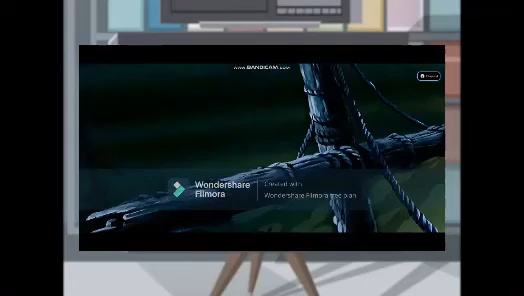 www.BANDICAM.com
Wondershare
Filmora
Created with
Wondershare Filmora free plan